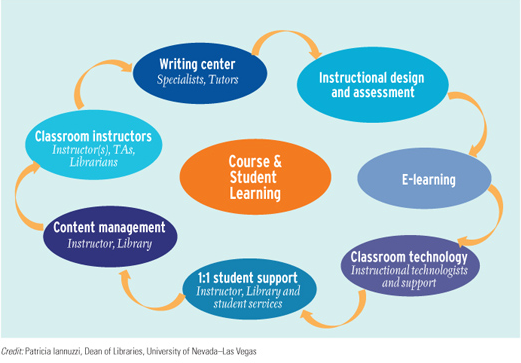 Writing center
Specialists, Tutors
Instructional design
and assessment
Classroom instructors
Instructor(s), TAs,
Librarians
Course &
Student
Learning
E-learning
Content management
Instructor, Library
Classroom technology
Instructional technologists
and support
1:1 student support
Instructor, Library and
student services
Credit: Patricia Iannuzzi, Dean of Libraries, University of Nevada–Las Vegas